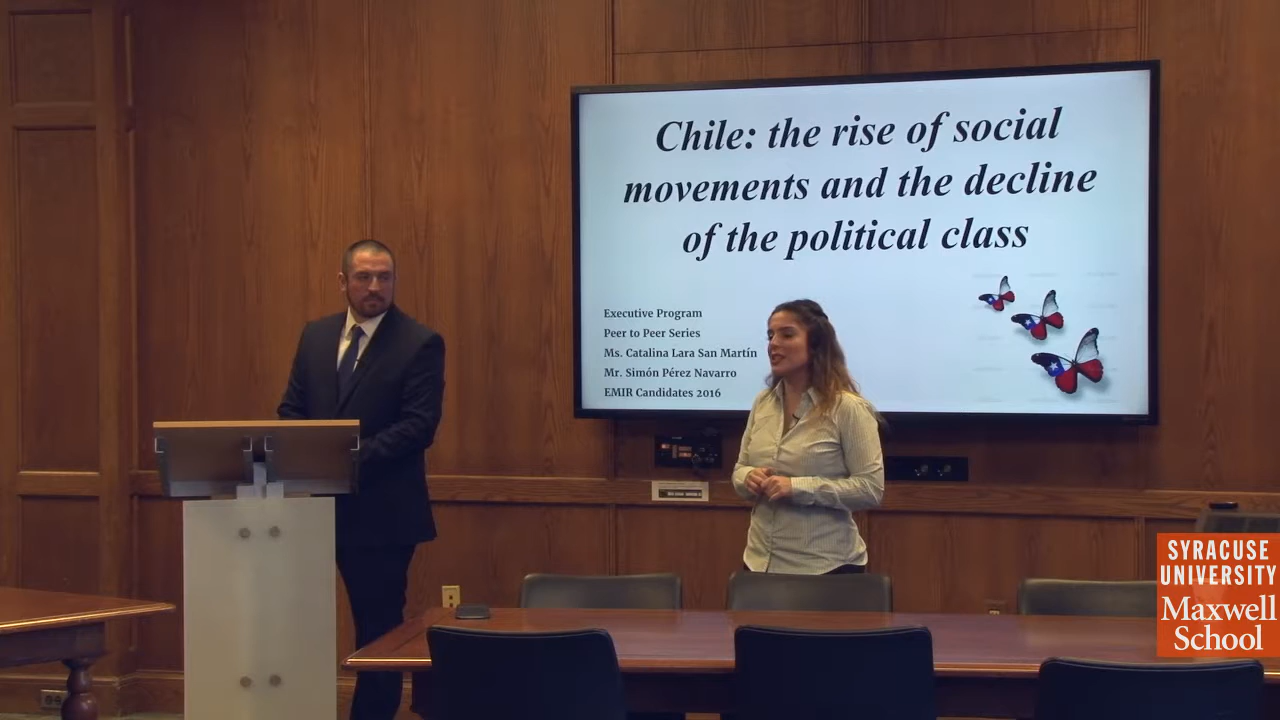 Chile: the rise of social
movements and the decline
of the political class
Executive Program
Peer to Peer Series
Ms. Catalina Lara San Martín
Mr. Simón Pérez Navarro
EMIR Candidates 2016
SYRACUSE
UNIVERSITY
Maxwell
School